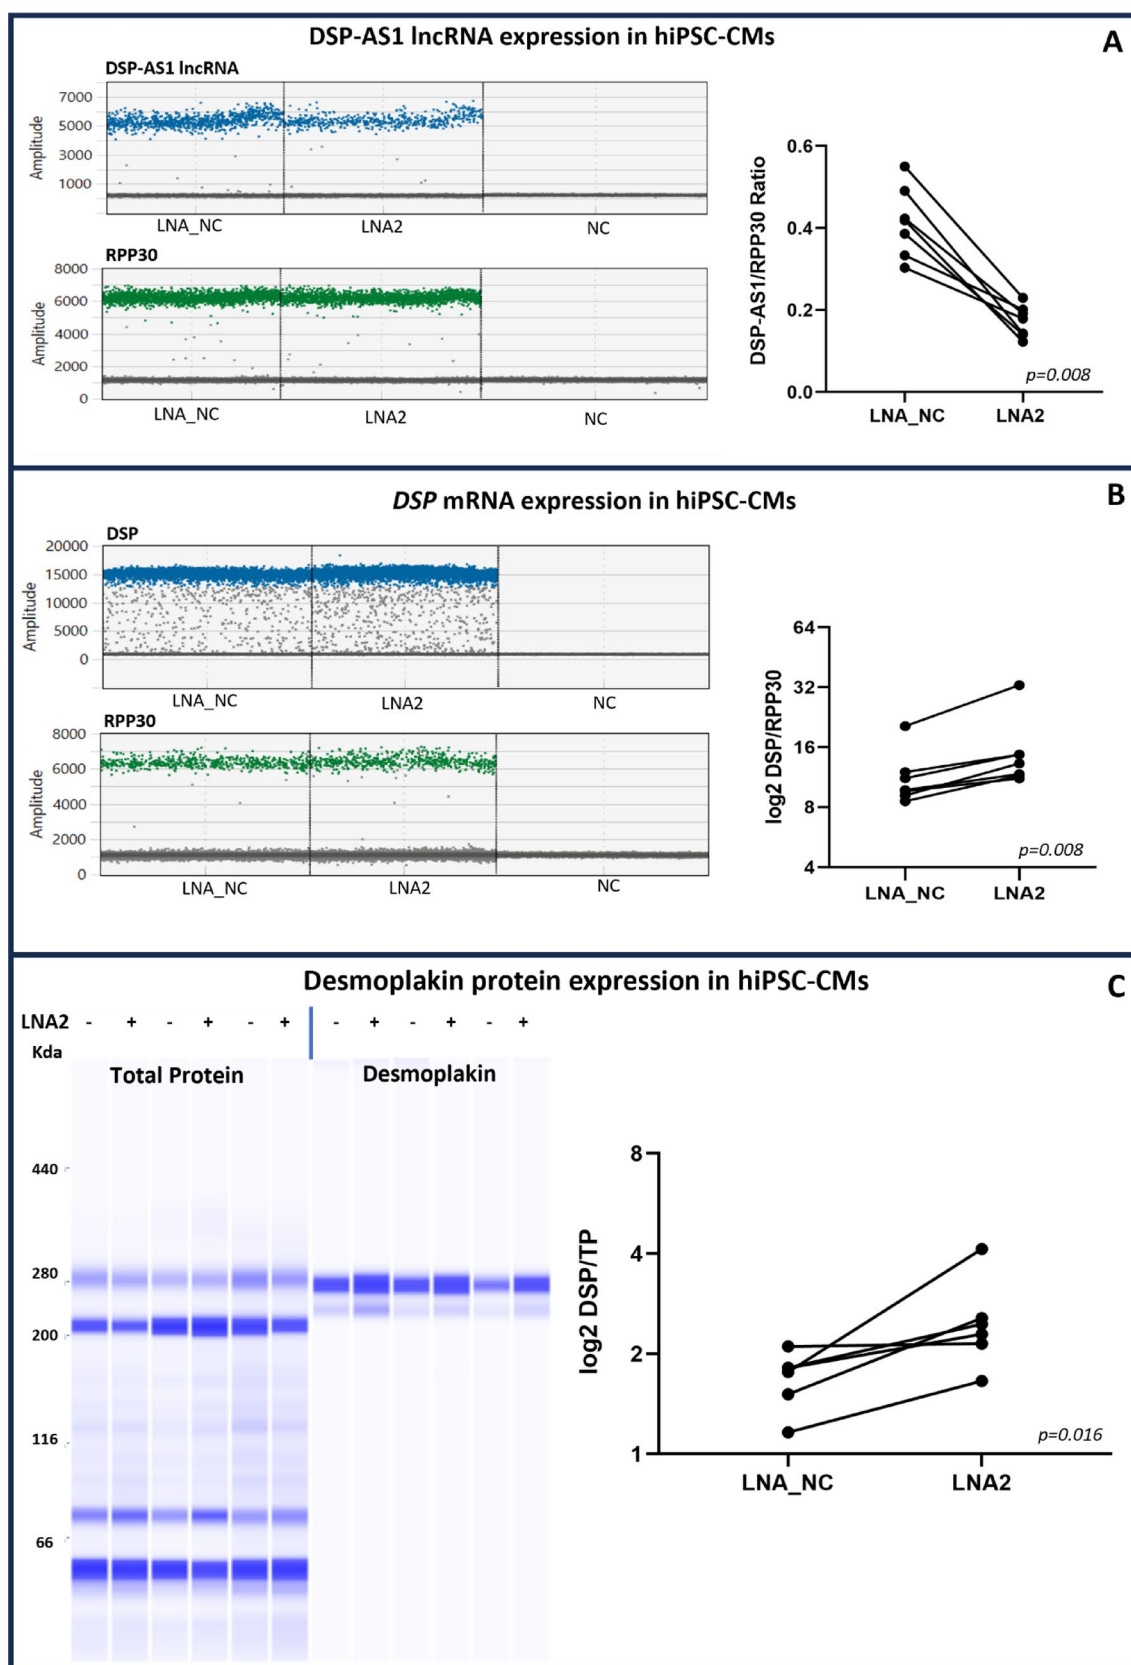 DSP-AS1 lncRNA expression in hiPSC-CMs
A
DSP-AS1 lncRNA
7000
5000
3000
1000
Amplitude
LNA_NC LNA2 NC
RPP30
8000
6000
4000
2000
0
Amplitude
LNA_NC LNA2 NC
0.6
0.4
0.2
0.0
DSP-AS1/RPP30 Ratio
p=0.008
LNA_NC LNA2
DSP mRNA expression in hiPSC-CMs
B
DSP
20000
15000
10000
5000
0
Amplitude
LNA_NC LNA2 NC
RPP30
8000
6000
4000
2000
0
Amplitude
LNA_NC LNA2 NC
64
32
16
8
4
log2 DSP/RPP30
p=0.008
LNA_NC LNA2
Desmoplakin protein expression in hiPSC-CMs
C
LNA2 - + - + - + - + - + - +
Kda
Total Protein Desmoplakin
440
280
200
116
66
8
4
2
1
log2 DSP/TP
p=0.016
LNA_NC LNA2